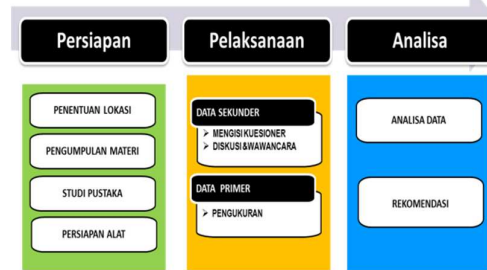 Persiapan
Pelaksanaan
Analisa
PENENTUAN LOKASI
PENGUMPULAN MATERI
STUDI PUSTAKA
PERSIAPAN ALAT
DATA SEKUNDER
➢ MENGISI KUESIONER
➢ DISKUSI & WAWANCARA
DATA PRIMER
➢ PENGUKURAN
ANALISA DATA
REKOMENDASI